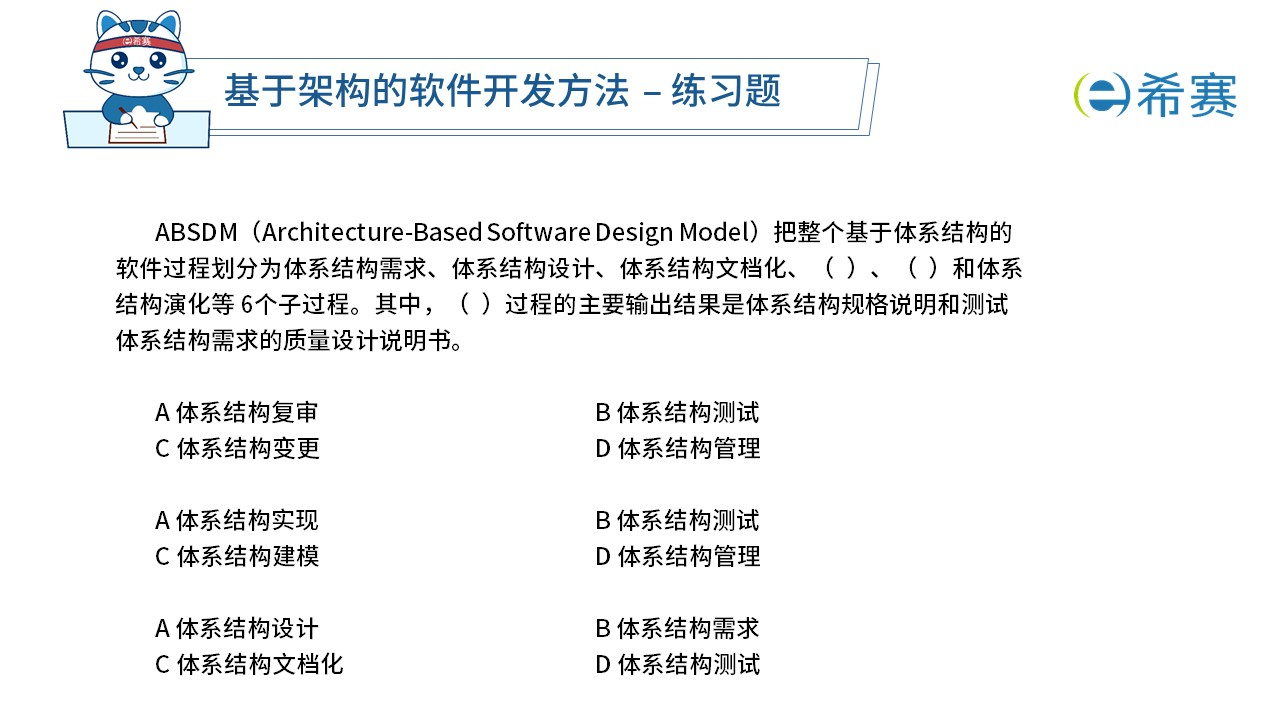 希赛
基于架构的软件开发方法 – 练习题
希赛
ABSDM（Architecture-Based Software Design Model）把整个基于体系结构的
软件过程划分为体系结构需求、体系结构设计、体系结构文档化、（ ）、（ ）和体系
结构演化等 6个子过程。其中，（ ）过程的主要输出结果是体系结构规格说明和测试
体系结构需求的质量设计说明书。
A 体系结构复审 B 体系结构测试
C 体系结构变更 D 体系结构管理
A 体系结构实现 B 体系结构测试
C 体系结构建模 D 体系结构管理
A 体系结构设计 B 体系结构需求
C 体系结构文档化 D 体系结构测试